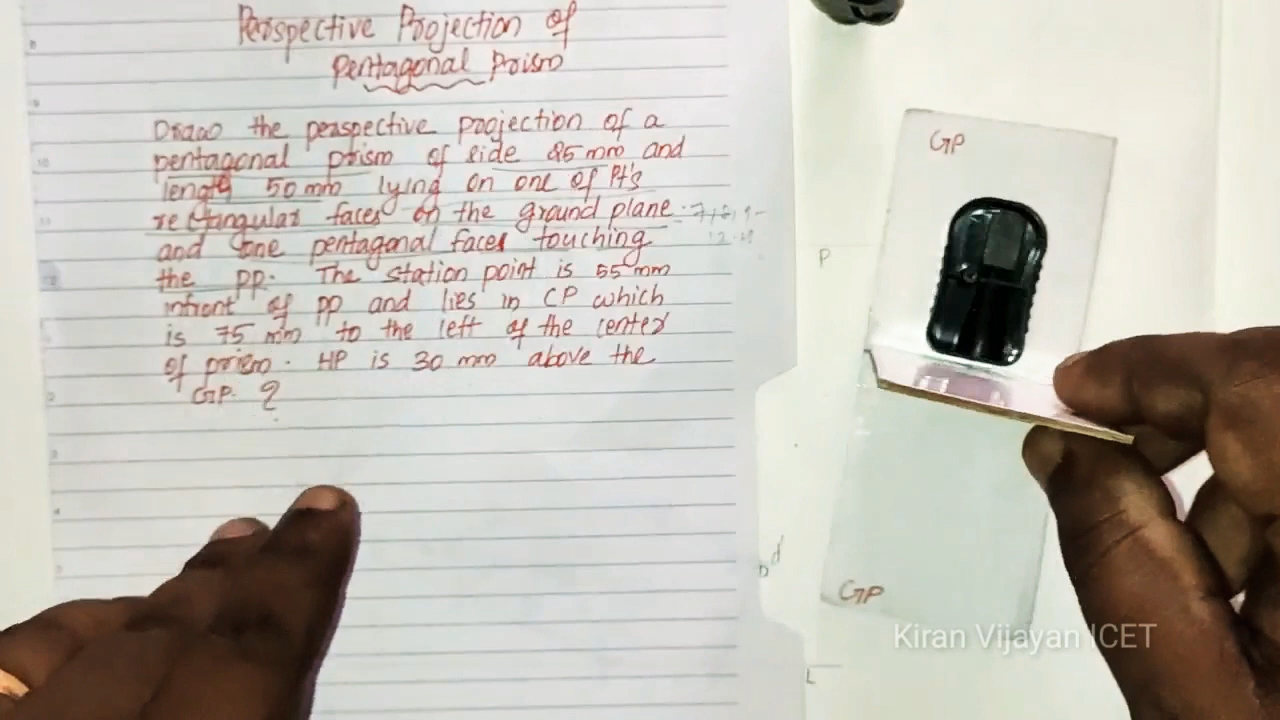 Perspective Projection of
Pentagonal Prism
Draw the perspective projection of a
pentagonal prism of side 25 mm and
length 50 mm lying on one of it's
rectangular faces on the ground plane
and one pentagonal faces touching
the PP. The station point is 55 mm
infront of PP and lies in CP which
is 75 mm to the left of the center
of prism. HP is 30 mm above the
GP. ?
GP
P
d
b
GP
L
Kiran Vijayan ICET